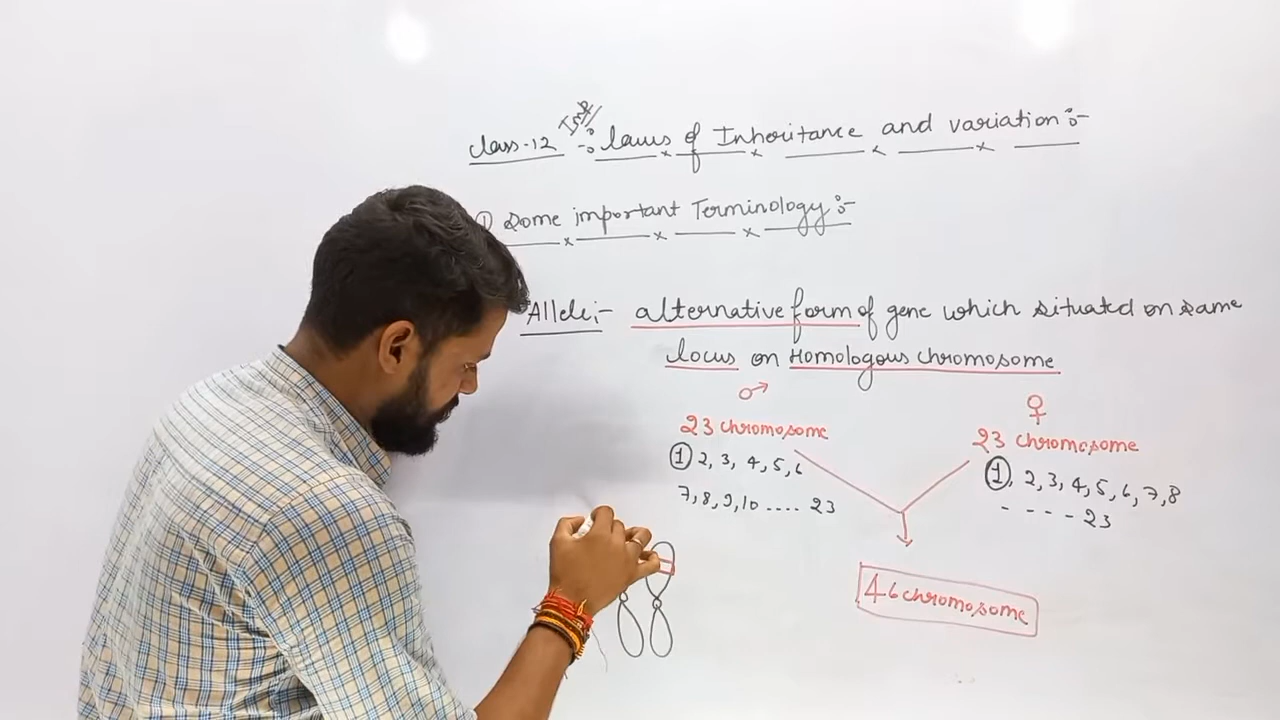 Class-12 Imp :- laws of Inheritance and variation :-
① Some important Terminology :-
Allele :- alternative form of gene which situated on same
locus on Homologous chromosome
♂
23 chromosome
① 2, 3, 4, 5, 6
7, 8, 9, 10 .... 23
♀
23 chromosome
①, 2, 3, 4, 5, 6, 7, 8
- - - - 23
46 chromosome